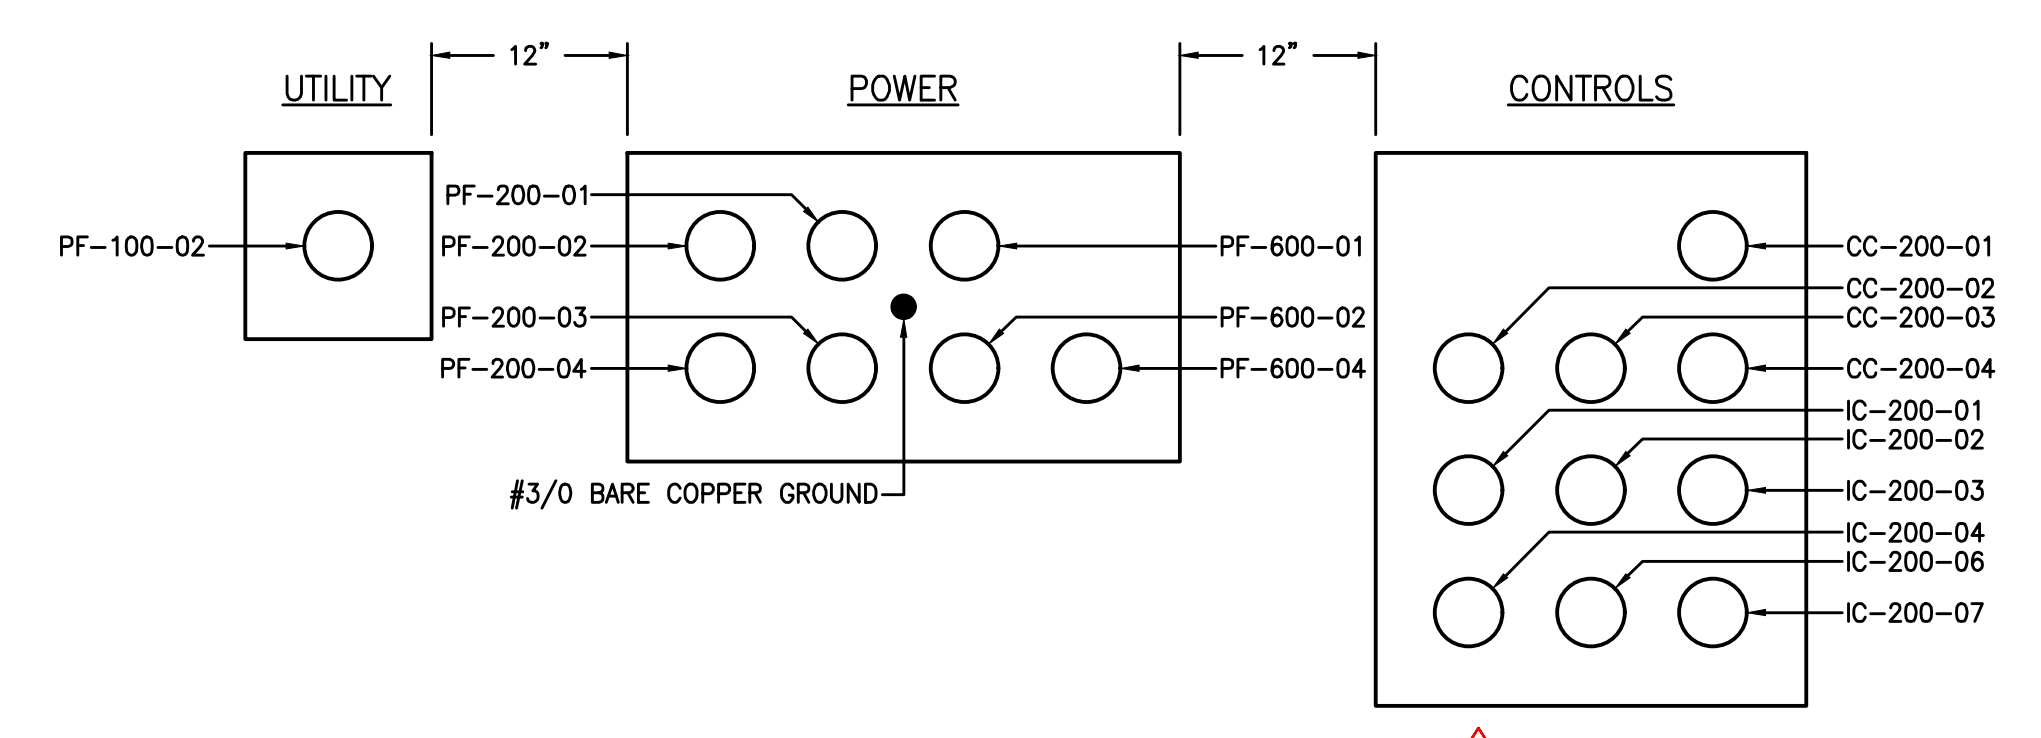 12" 12"
UTILITY POWER CONTROLS
PF-200-01
PF-100-02 PF-200-02 PF-600-01 CC-200-01
CC-200-02
PF-200-03 PF-600-02 CC-200-03
PF-200-04 PF-600-04 CC-200-04
IC-200-01
IC-200-02
#3/0 BARE COPPER GROUND IC-200-03
IC-200-04
IC-200-06
IC-200-07